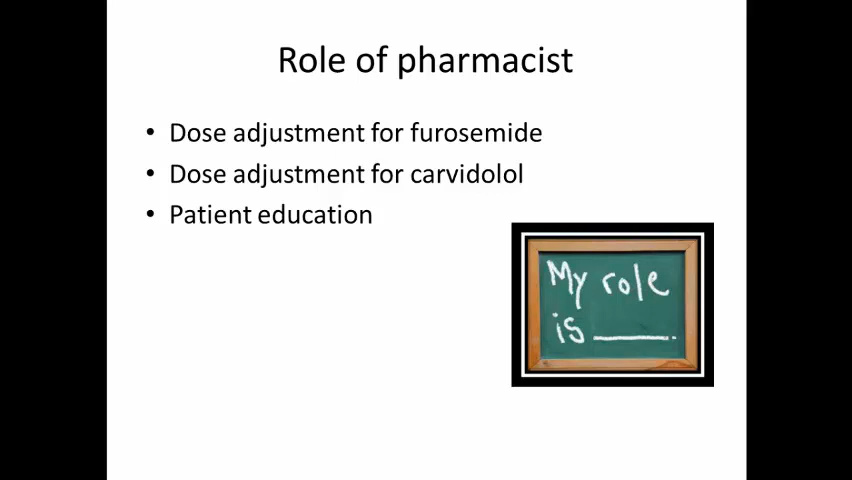 Role of pharmacist
• Dose adjustment for furosemide
• Dose adjustment for carvidolol
• Patient education
My role
is ______.